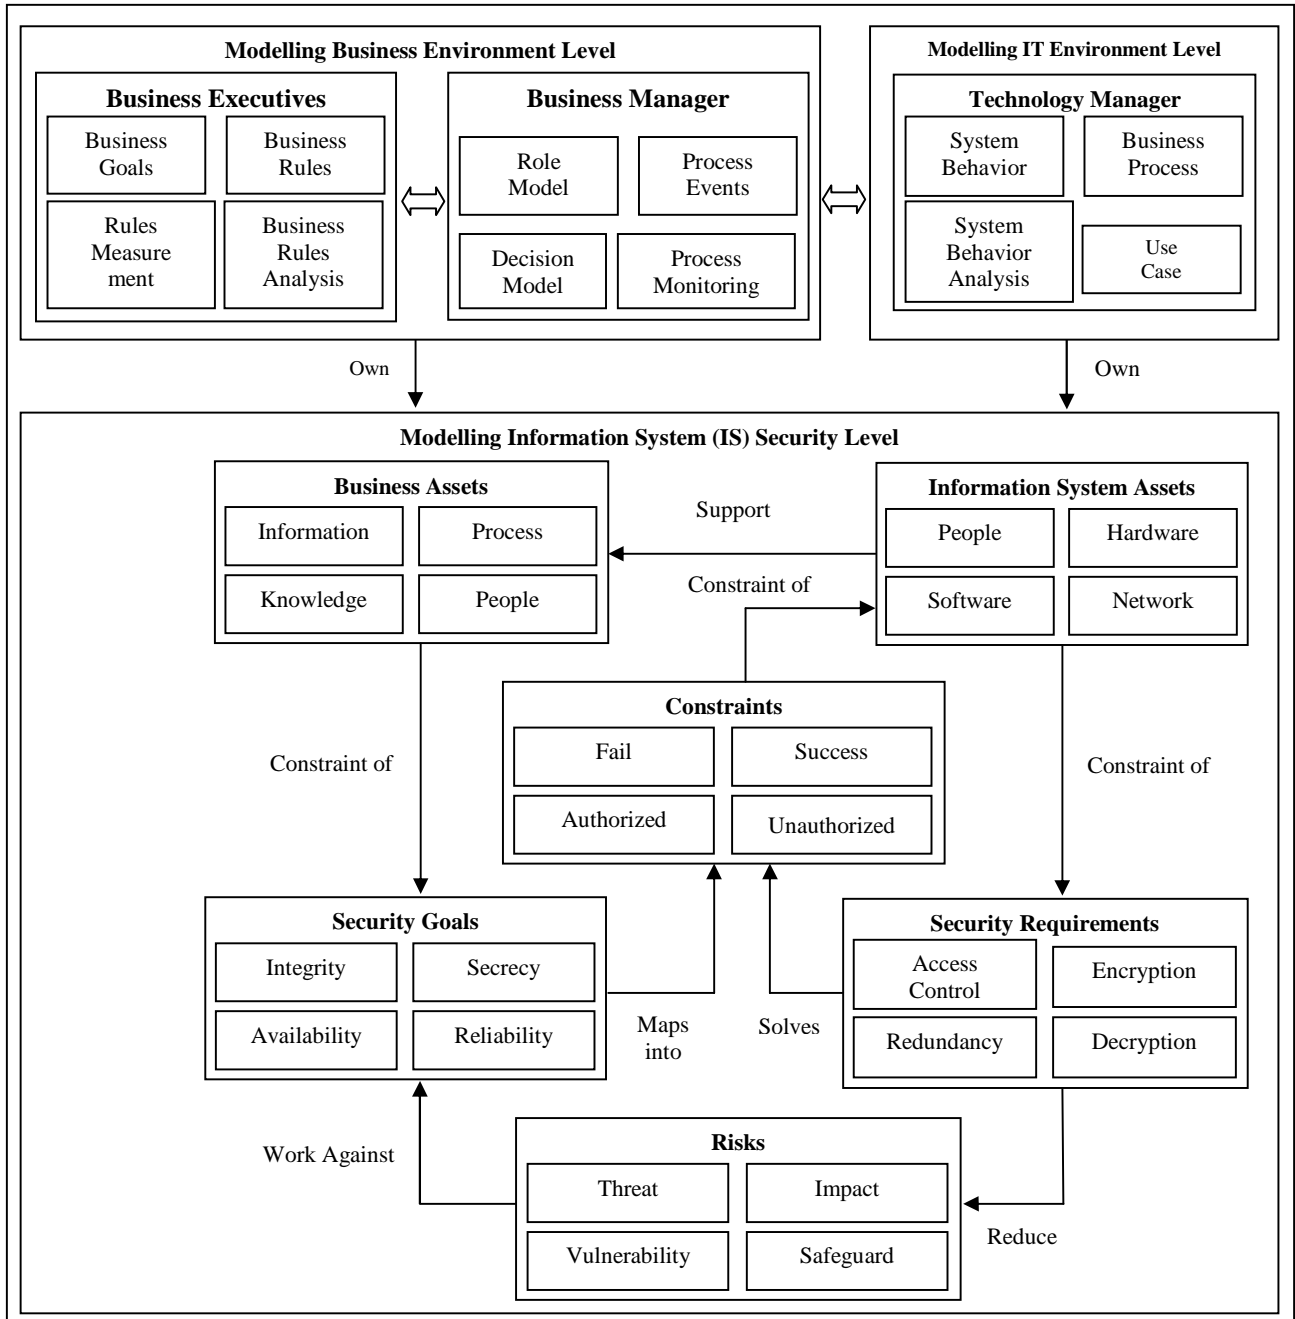 Modelling Business Environment Level
Business Executives
Business
Goals
Business
Rules
Rules
Measure
ment
Business
Rules
Analysis
Business Manager
Role
Model
Process
Events
Decision
Model
Process
Monitoring
Modelling IT Environment Level
Technology Manager
System
Behavior
Business
Process
System
Behavior
Analysis
Use
Case
Own
Own
Modelling Information System (IS) Security Level
Business Assets
Information
Process
Knowledge
People
Support
Information System Assets
People
Hardware
Software
Network
Constraint of
Constraints
Fail
Success
Authorized
Unauthorized
Constraint of
Constraint of
Security Goals
Integrity
Secrecy
Availability
Reliability
Maps
into
Solves
Security Requirements
Access
Control
Encryption
Redundancy
Decryption
Work Against
Risks
Threat
Impact
Vulnerability
Safeguard
Reduce